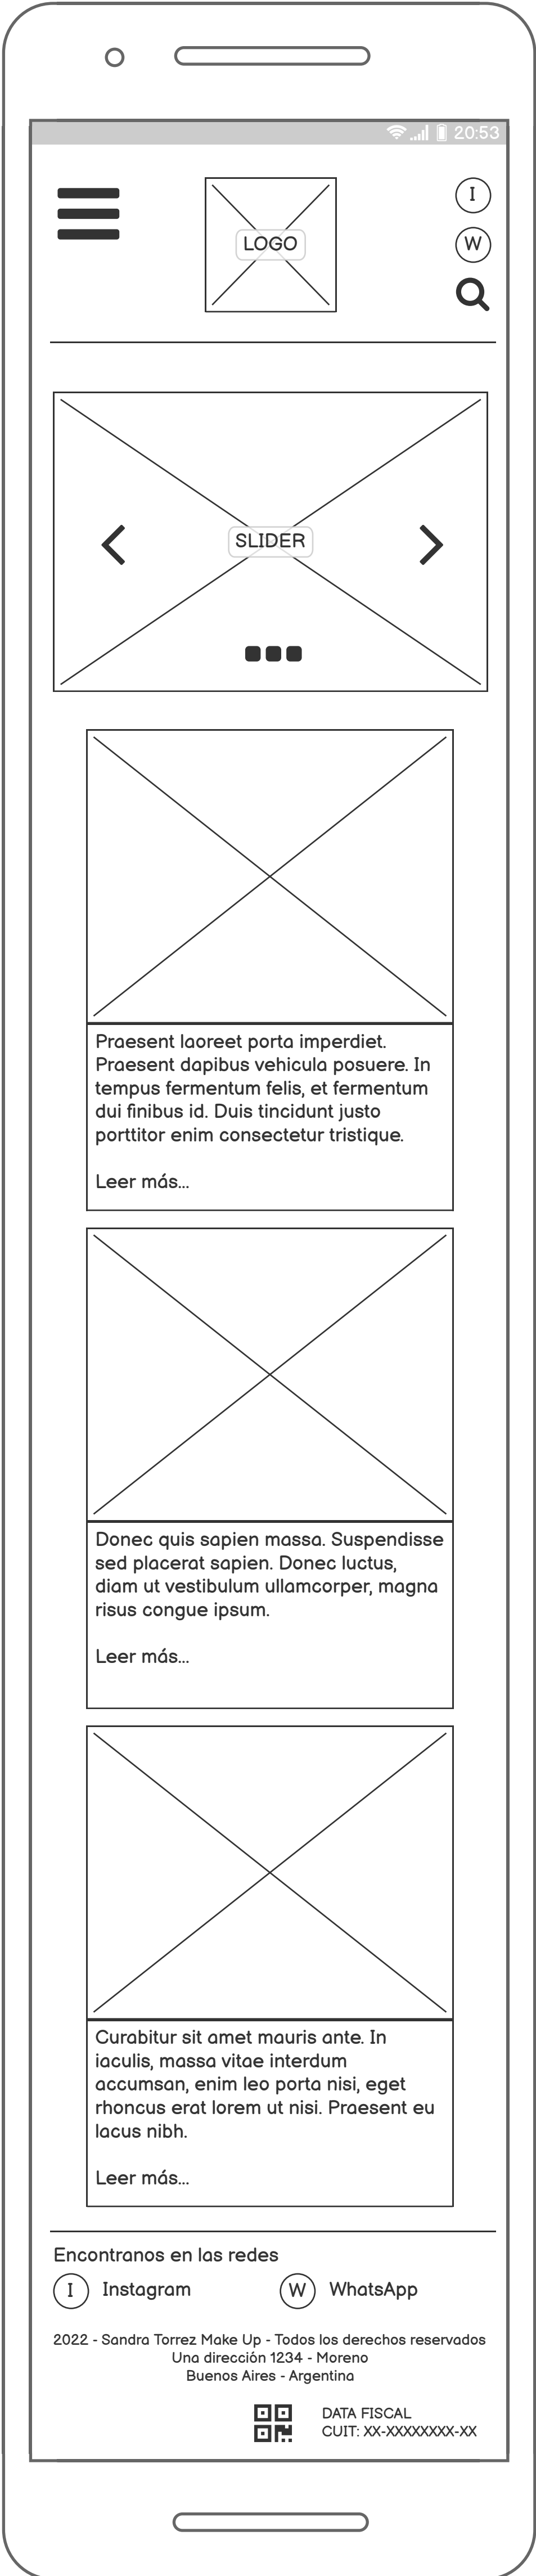 20:53
I
LOGO
W
SLIDER
Praesent laoreet porta imperdiet.
Praesent dapibus vehicula posuere. In
tempus fermentum felis, et fermentum
dui finibus id. Duis tincidunt justo
porttitor enim consectetur tristique.
Leer más...
Donec quis sapien massa. Suspendisse
sed placerat sapien. Donec luctus,
diam ut vestibulum ullamcorper, magna
risus congue ipsum.
Leer más...
Curabitur sit amet mauris ante. In
iaculis, massa vitae interdum
accumsan, enim leo porta nisi, eget
rhoncus erat lorem ut nisi. Praesent eu
lacus nibh.
Leer más...
Encontranos en las redes
I Instagram W WhatsApp
2022 - Sandra Torrez Make Up - Todos los derechos reservados
Una dirección 1234 - Moreno
Buenos Aires - Argentina
DATA FISCAL
CUIT: XX-XXXXXXXX-XX